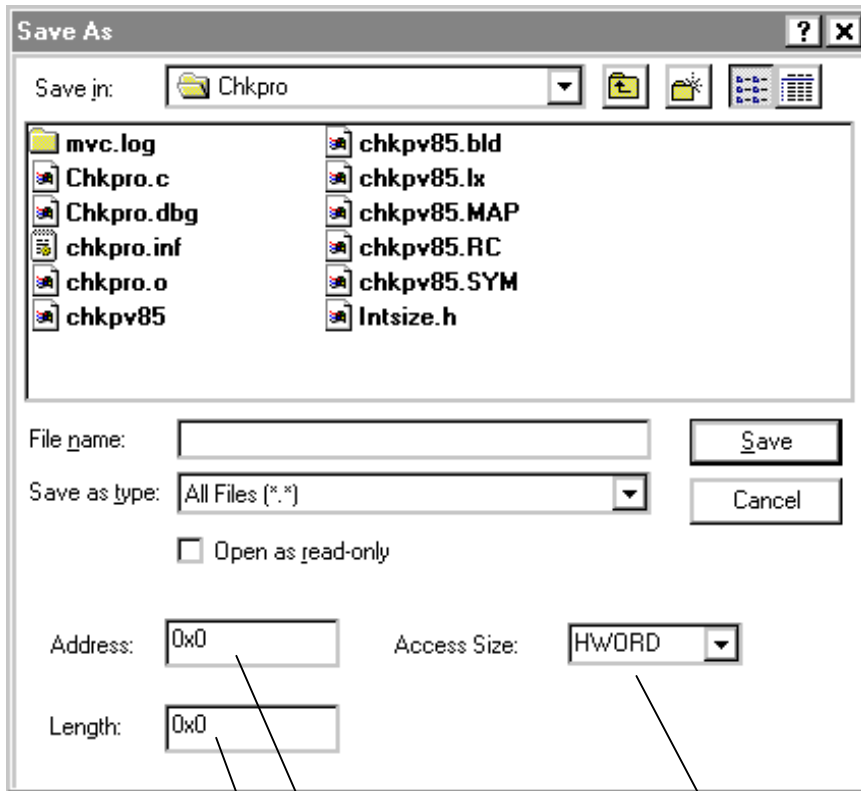 Save As
Save in: Chkpro
mvc.log
Chkpro.c
Chkpro.dbg
chkpro.inf
chkpro.o
chkpv85
chkpv85.bld
chkpv85.lx
chkpv85.MAP
chkpv85.RC
chkpv85.SYM
Intsize.h
File name:
Save
Save as type: All Files (*.*)
Cancel
Open as read-only
Address: 0x0 Access Size: HWORD
Length: 0x0